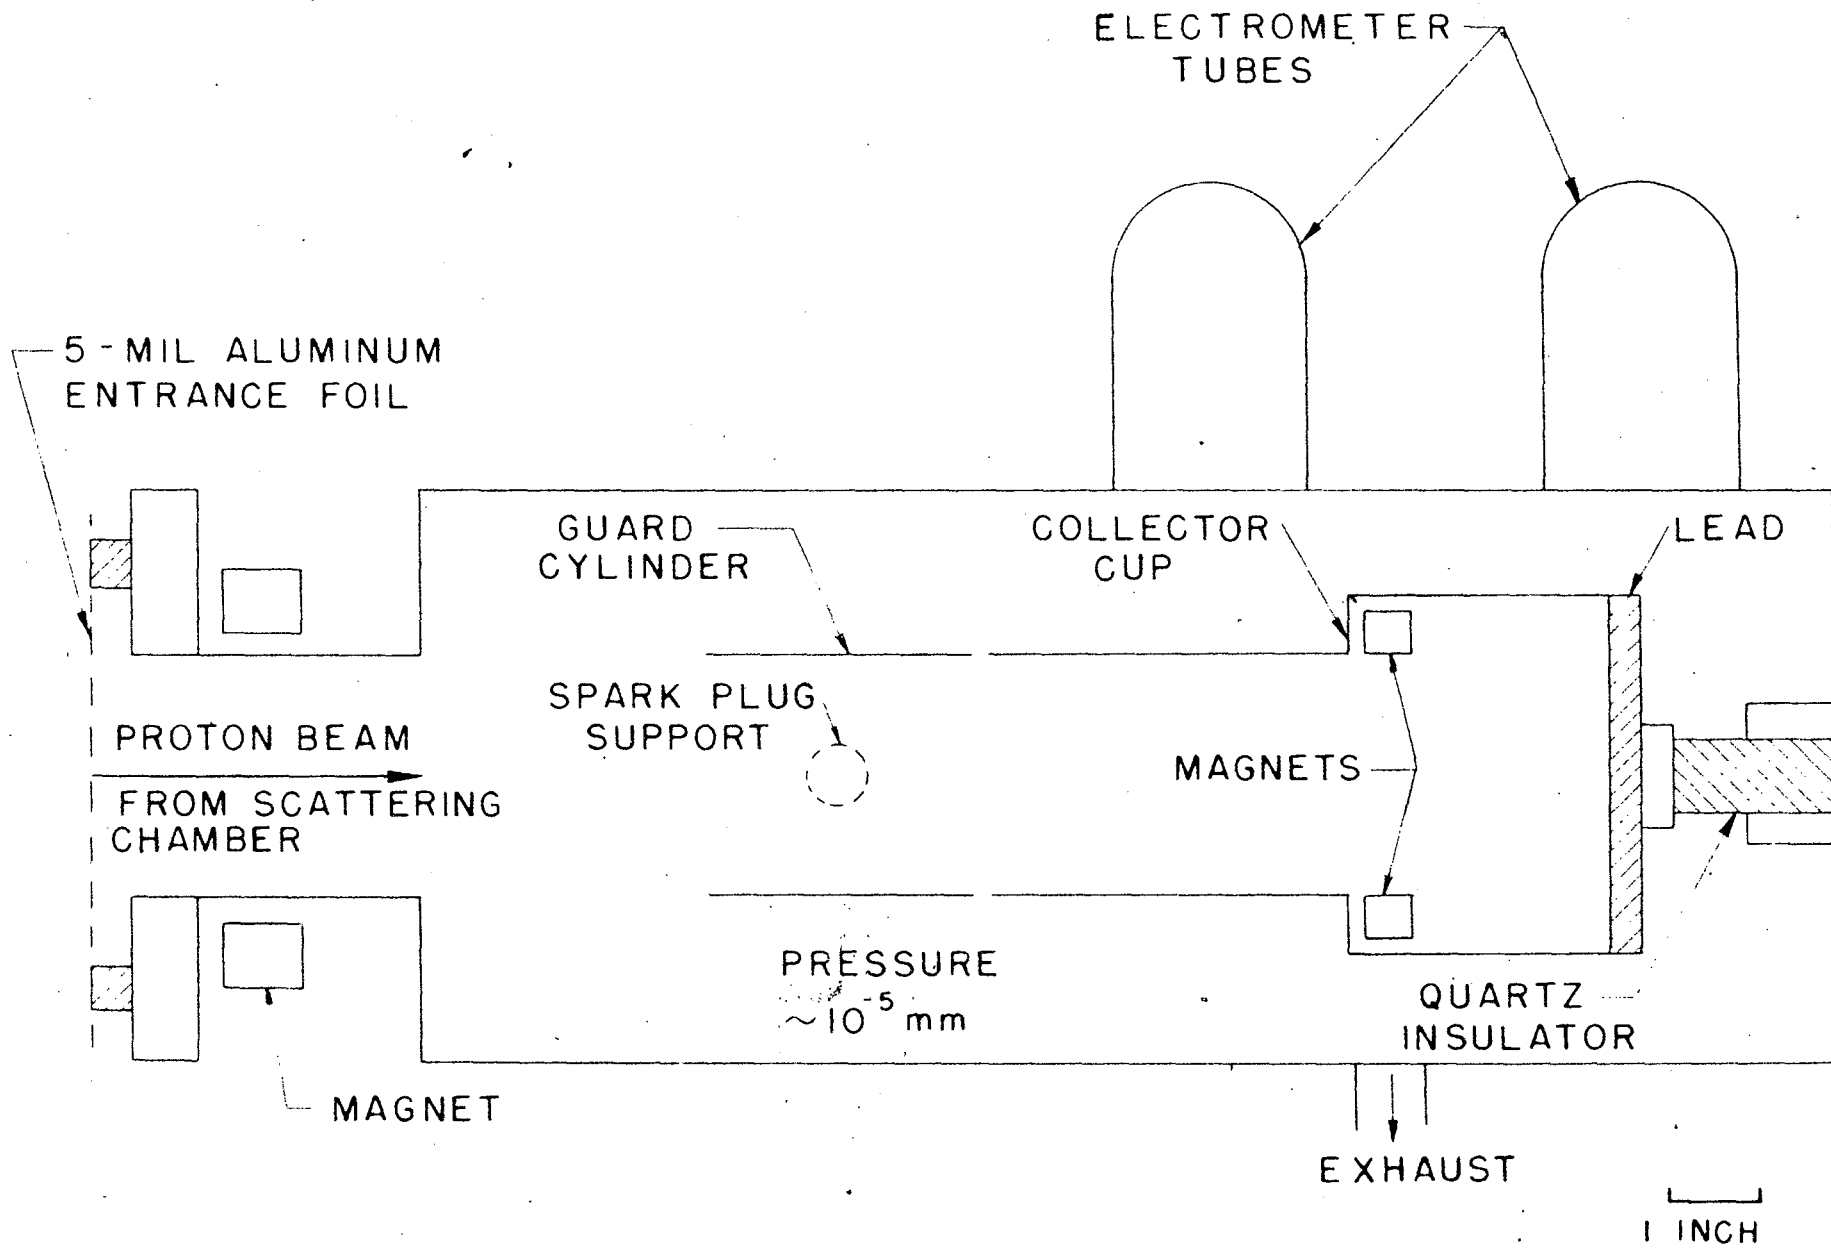 ELECTROMETER
TUBES
5-MIL ALUMINUM
ENTRANCE FOIL
GUARD
CYLINDER
COLLECTOR
CUP
LEAD
SPARK PLUG
SUPPORT
PROTON BEAM
FROM SCATTERING
CHAMBER
MAGNETS
PRESSURE
~10⁻⁵ mm
QUARTZ
INSULATOR
MAGNET
EXHAUST
1 INCH